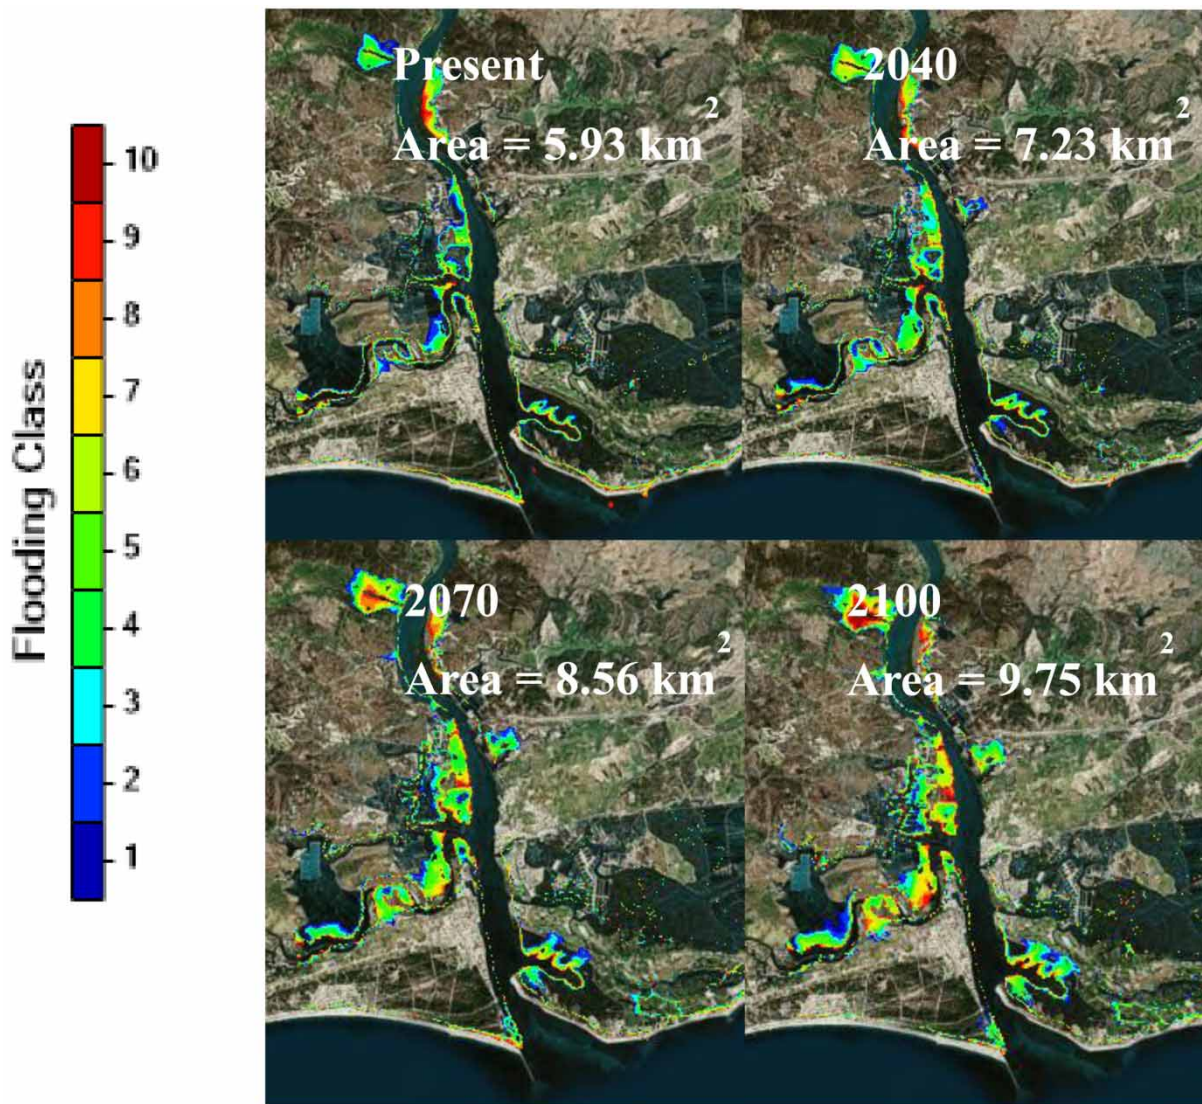 Flooding Class
10
9
8
7
6
5
4
3
2
1
Present
Area = 5.93 km²
2040
Area = 7.23 km²
2070
Area = 8.56 km²
2100
Area = 9.75 km²